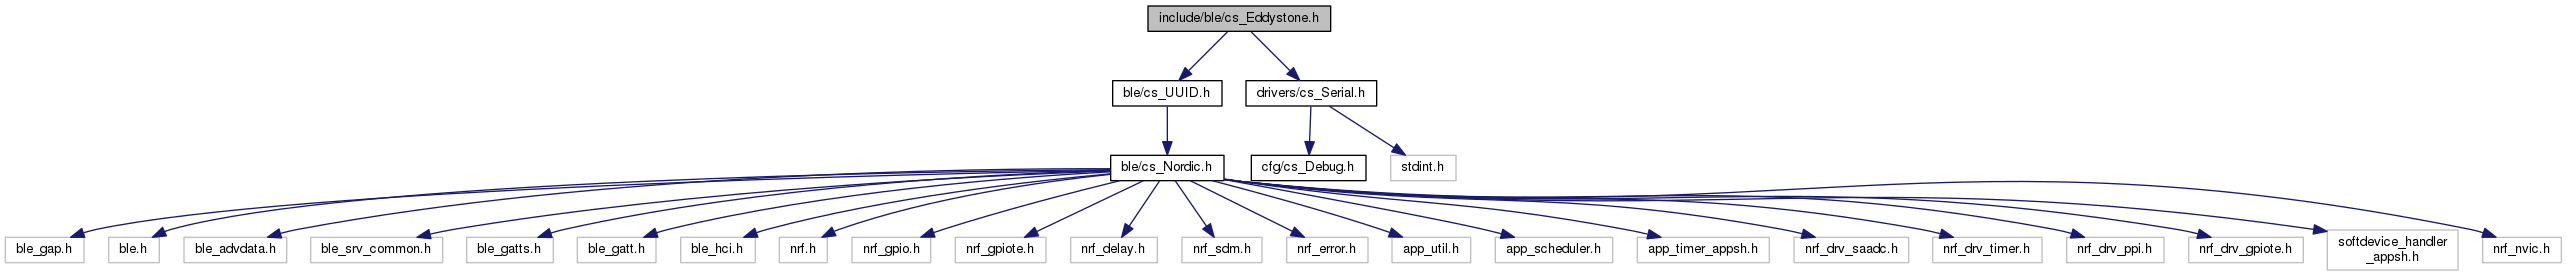 include/ble/cs_Eddystone.h
ble/cs_UUID.h
drivers/cs_Serial.h
ble/cs_Nordic.h
cfg/cs_Debug.h
stdint.h
ble_gap.h
ble.h
ble_advdata.h
ble_srv_common.h
ble_gatts.h
ble_gatt.h
ble_hci.h
nrf.h
nrf_gpio.h
nrf_gpiote.h
nrf_delay.h
nrf_sdm.h
nrf_error.h
app_util.h
app_scheduler.h
app_timer_appsh.h
nrf_drv_saadc.h
nrf_drv_timer.h
nrf_drv_ppi.h
nrf_drv_gpiote.h
softdevice_handler
_appsh.h
nrf_nvic.h